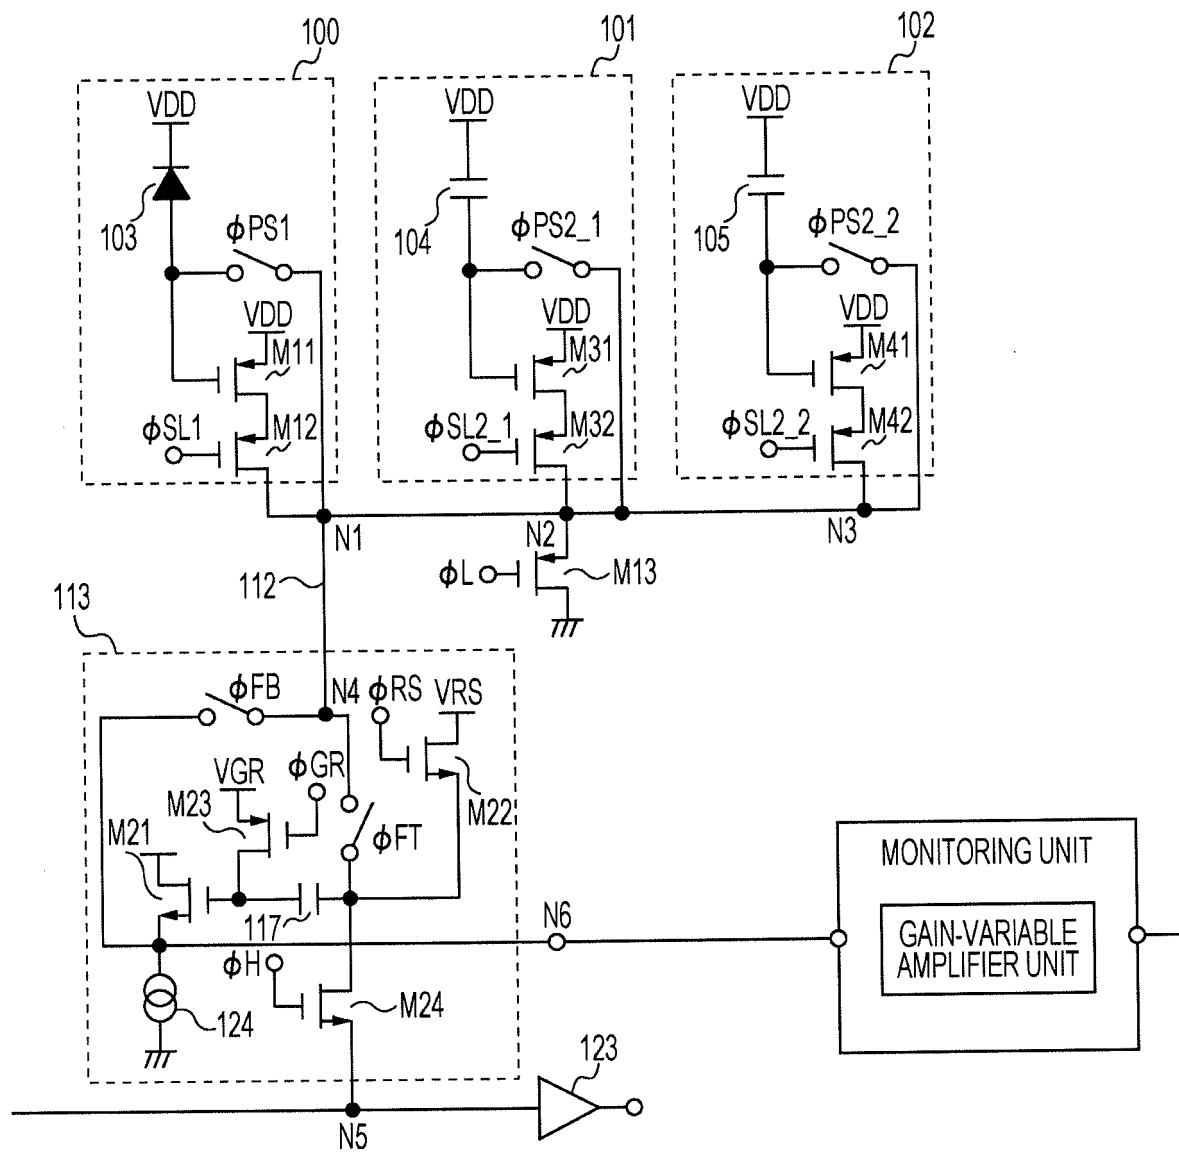 100
101
102
VDD
VDD
VDD
103
104
105
ϕPS1
ϕPS2_1
ϕPS2_2
VDD
VDD
VDD
M11
M31
M41
ϕSL1
M12
ϕSL2_1
M32
ϕSL2_2
M42
N1
N2
N3
112
ϕL
M13
113
ϕFB
N4
ϕRS
VRS
VGR
ϕGR
M23
M22
M21
ϕFT
117
N6
MONITORING UNIT
GAIN-VARIABLE
AMPLIFIER UNIT
ϕH
M24
124
123
N5